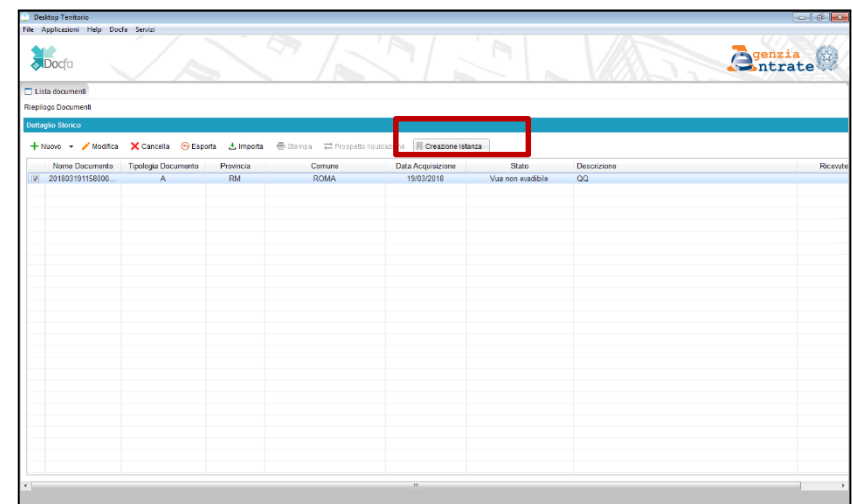 Desktop Territorio
File Applicazioni Help Docfa Servizi
Docfa
Agenzia
Entrate
Lista documenti
Riepilogo Documenti
Dettaglio Storico
Nuovo Modifica Cancella Esporta Importa Stampa Prospetto liquidazione Creazione Istanza
Nome Documento Tipologia Documento Provincia Comune Data Acquisizione Stato Descrizione Ricevute
201803191158000... A RM ROMA 19/03/2018 Vua non evadibile QQ